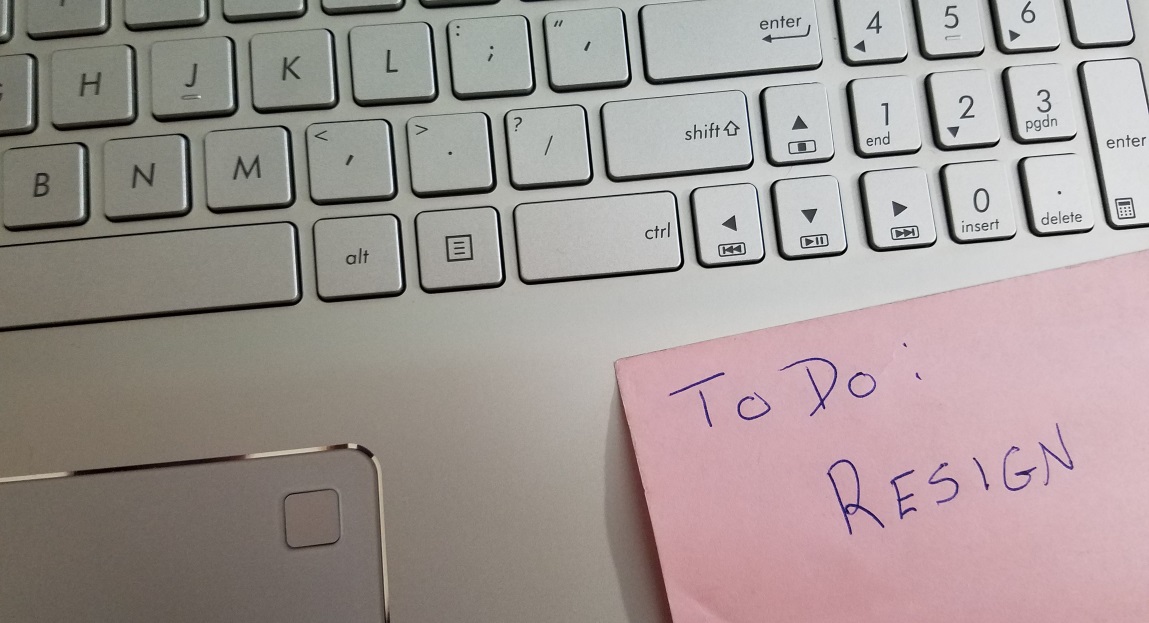 4 5 6
enter
H J K L : ; " '
1 end 2 3 pgdn
shift
enter
B N M < , > . ? /
0 insert . delete
alt ctrl
To Do :
RESIGN